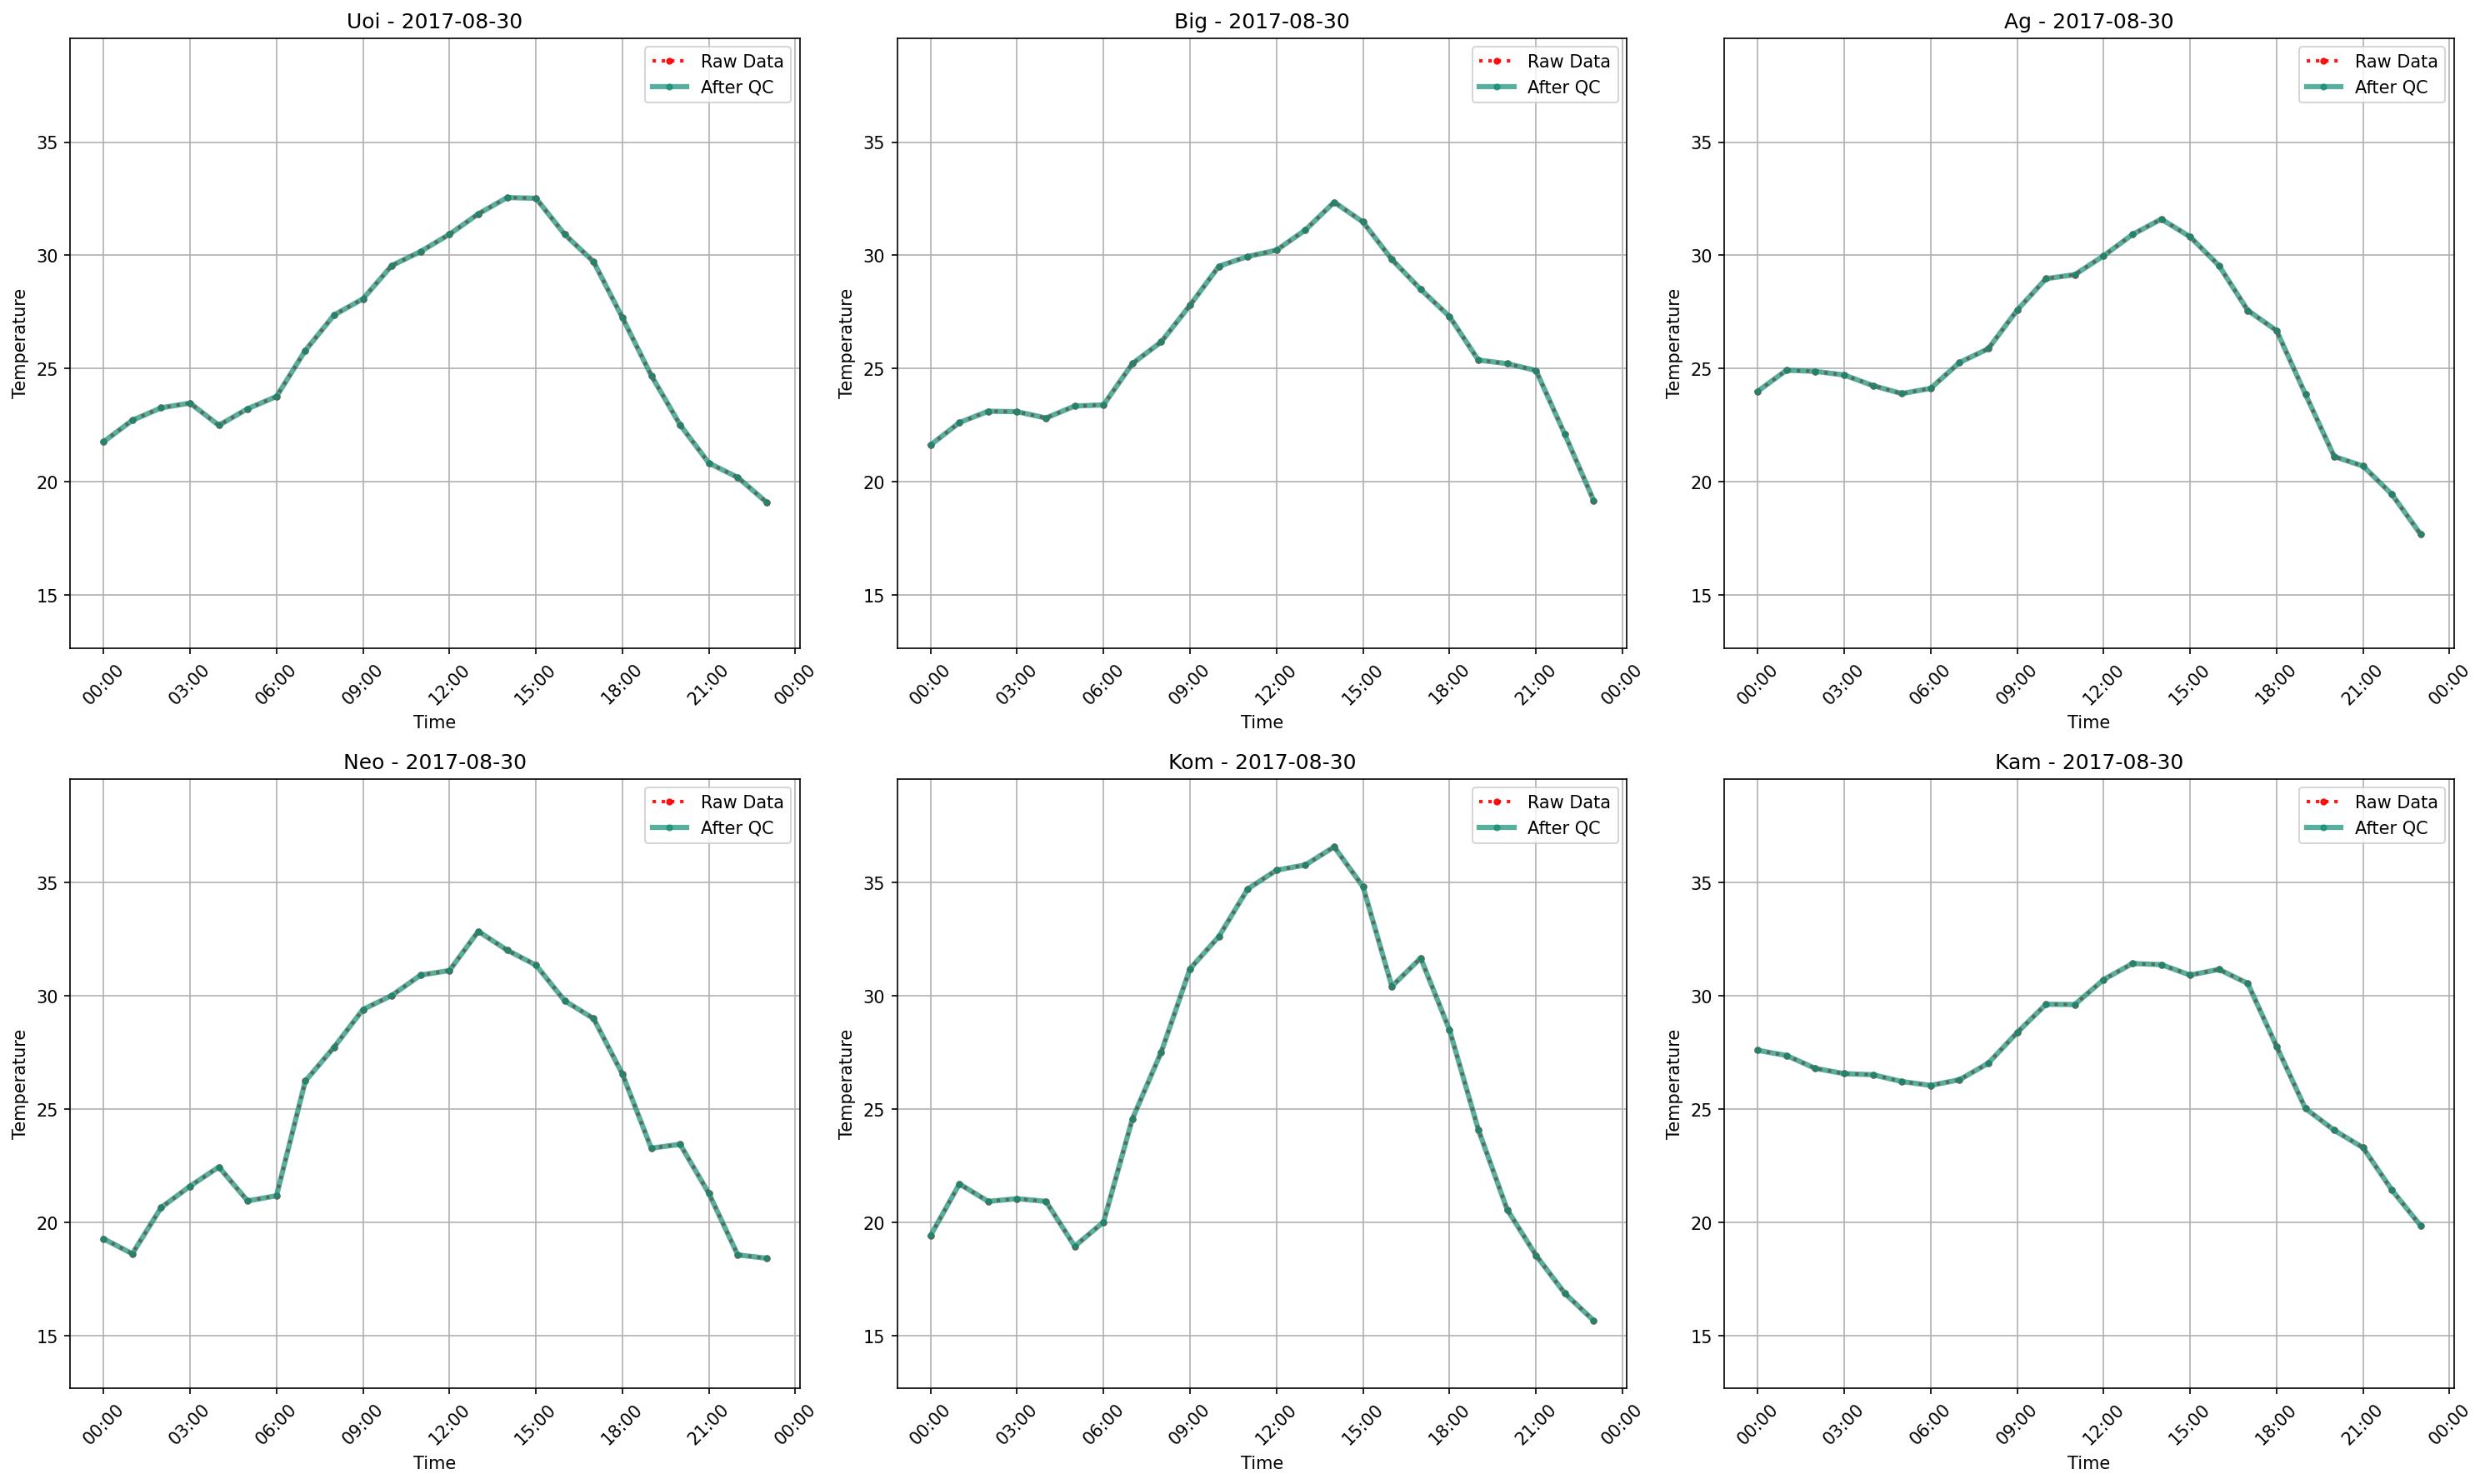 Uoi - 2017-08-30
Raw Data
After QC
Temperature
35
30
25
20
15
00:00
03:00
06:00
09:00
12:00
15:00
18:00
21:00
00:00
Time
Big - 2017-08-30
Raw Data
After QC
Temperature
35
30
25
20
15
00:00
03:00
06:00
09:00
12:00
15:00
18:00
21:00
00:00
Time
Ag - 2017-08-30
Raw Data
After QC
Temperature
35
30
25
20
15
00:00
03:00
06:00
09:00
12:00
15:00
18:00
21:00
00:00
Time
Neo - 2017-08-30
Raw Data
After QC
Temperature
35
30
25
20
15
00:00
03:00
06:00
09:00
12:00
15:00
18:00
21:00
00:00
Time
Kom - 2017-08-30
Raw Data
After QC
Temperature
35
30
25
20
15
00:00
03:00
06:00
09:00
12:00
15:00
18:00
21:00
00:00
Time
Kam - 2017-08-30
Raw Data
After QC
Temperature
35
30
25
20
15
00:00
03:00
06:00
09:00
12:00
15:00
18:00
21:00
00:00
Time